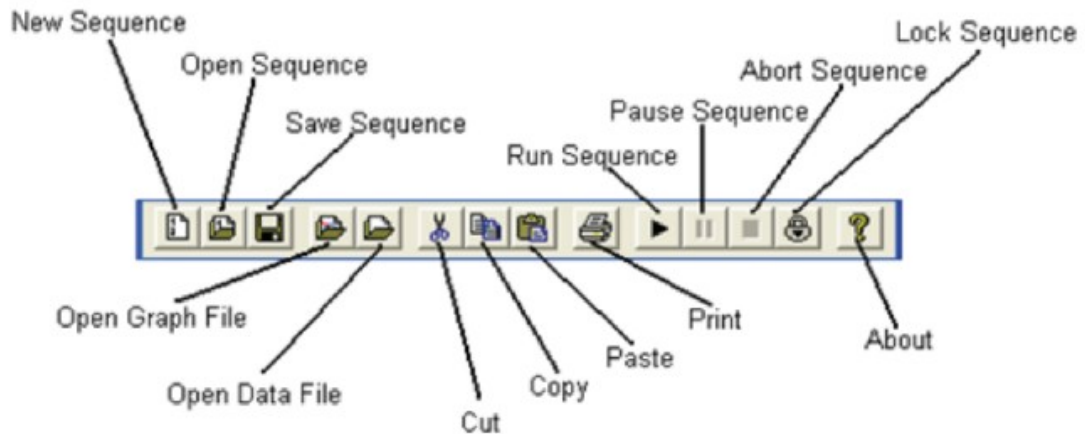 New Sequence
Lock Sequence
Open Sequence
Abort Sequence
Pause Sequence
Save Sequence
Run Sequence
Open Graph File
Print
About
Paste
Open Data File
Copy
Cut